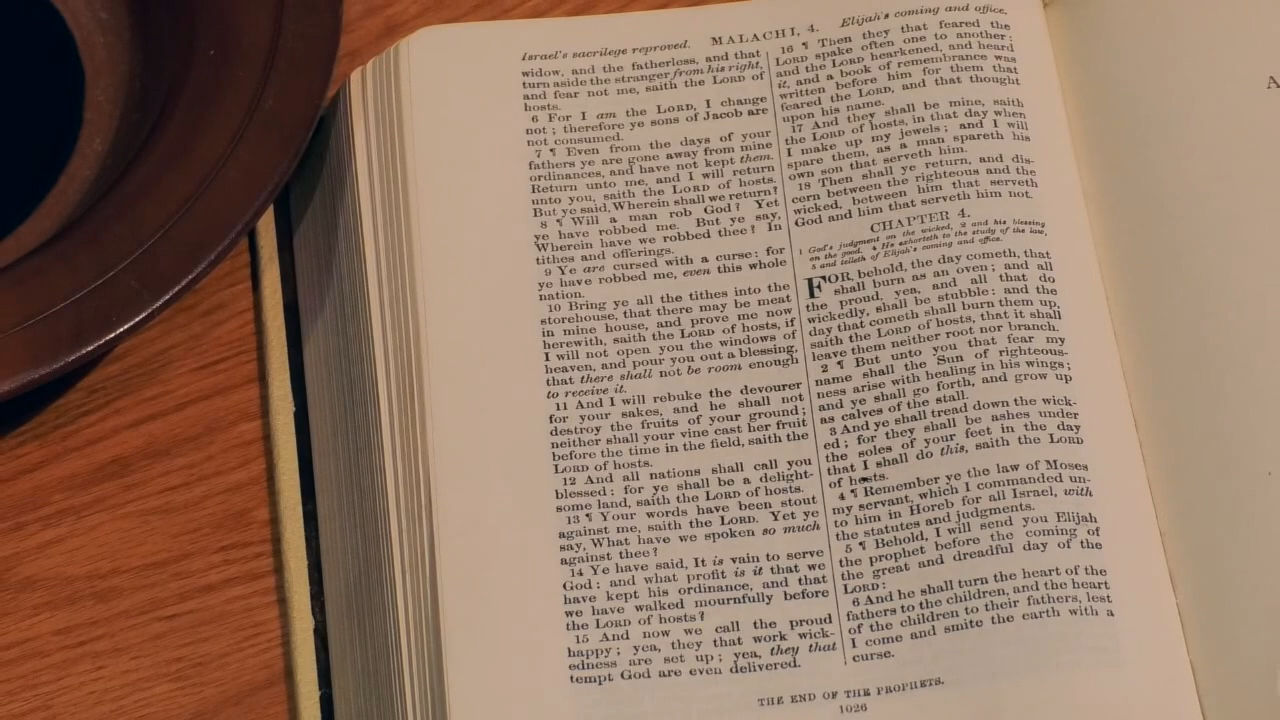 Israel's sacrilege reproved.
MALACHI, 4.
Elijah's coming and office.
widow, and the fatherless, and that
turn aside the stranger from his right,
and fear not me, saith the LORD of
hosts.
6 For I am the LORD, I change
not; therefore ye sons of Jacob are
not consumed.
7 ¶ Even from the days of your
fathers ye are gone away from mine
ordinances, and have not kept them.
Return unto me, and I will return
unto you, saith the LORD of hosts.
But ye said, Wherein shall we return?
8 ¶ Will a man rob God? Yet
ye have robbed me. But ye say,
Wherein have we robbed thee? In
tithes and offerings.
9 Ye are cursed with a curse: for
ye have robbed me, even this whole
nation.
10 Bring ye all the tithes into the
storehouse, that there may be meat
in mine house, and prove me now
herewith, saith the LORD of hosts, if
I will not open you the windows of
heaven, and pour you out a blessing,
that there shall not be room enough
to receive it.
11 And I will rebuke the devourer
for your sakes, and he shall not
destroy the fruits of your ground;
neither shall your vine cast her fruit
before the time in the field, saith the
LORD of hosts.
12 And all nations shall call you
blessed: for ye shall be a delight-
some land, saith the LORD of hosts.
13 ¶ Your words have been stout
against me, saith the LORD. Yet ye
say, What have we spoken so much
against thee?
14 Ye have said, It is vain to serve
God: and what profit is it that we
have kept his ordinance, and that
we have walked mournfully before
the LORD of hosts?
15 And now we call the proud
happy; yea, they that work wick-
edness are set up; yea, they that
tempt God are even delivered.
16 ¶ Then they that feared the
LORD spake often one to another:
and the LORD hearkened, and heard
it, and a book of remembrance was
written before him for them that
feared the LORD, and that thought
upon his name.
17 And they shall be mine, saith
the LORD of hosts, in that day when
I make up my jewels; and I will
spare them, as a man spareth his
own son that serveth him.
18 Then shall ye return, and dis-
cern between the righteous and the
wicked, between him that serveth
God and him that serveth him not.
CHAPTER 4.
1 God's judgment on the wicked, 2 and his blessing
on the good. 4 He exhorteth to the study of the law,
5 and telleth of Elijah's coming and office.
FOR, behold, the day cometh, that
shall burn as an oven; and all
the proud, yea, and all that do
wickedly, shall be stubble: and the
day that cometh shall burn them up,
saith the LORD of hosts, that it shall
leave them neither root nor branch.
2 ¶ But unto you that fear my
name shall the Sun of righteous-
ness arise with healing in his wings;
and ye shall go forth, and grow up
as calves of the stall.
3 And ye shall tread down the wick-
ed; for they shall be ashes under
the soles of your feet in the day
that I shall do this, saith the LORD
of hosts.
4 ¶ Remember ye the law of Moses
my servant, which I commanded un-
to him in Horeb for all Israel, with
the statutes and judgments.
5 ¶ Behold, I will send you Elijah
the prophet before the coming of
the great and dreadful day of the
LORD:
6 And he shall turn the heart of the
fathers to the children, and the heart
of the children to their fathers, lest
I come and smite the earth with a
curse.
THE END OF THE PROPHETS.
1026
A